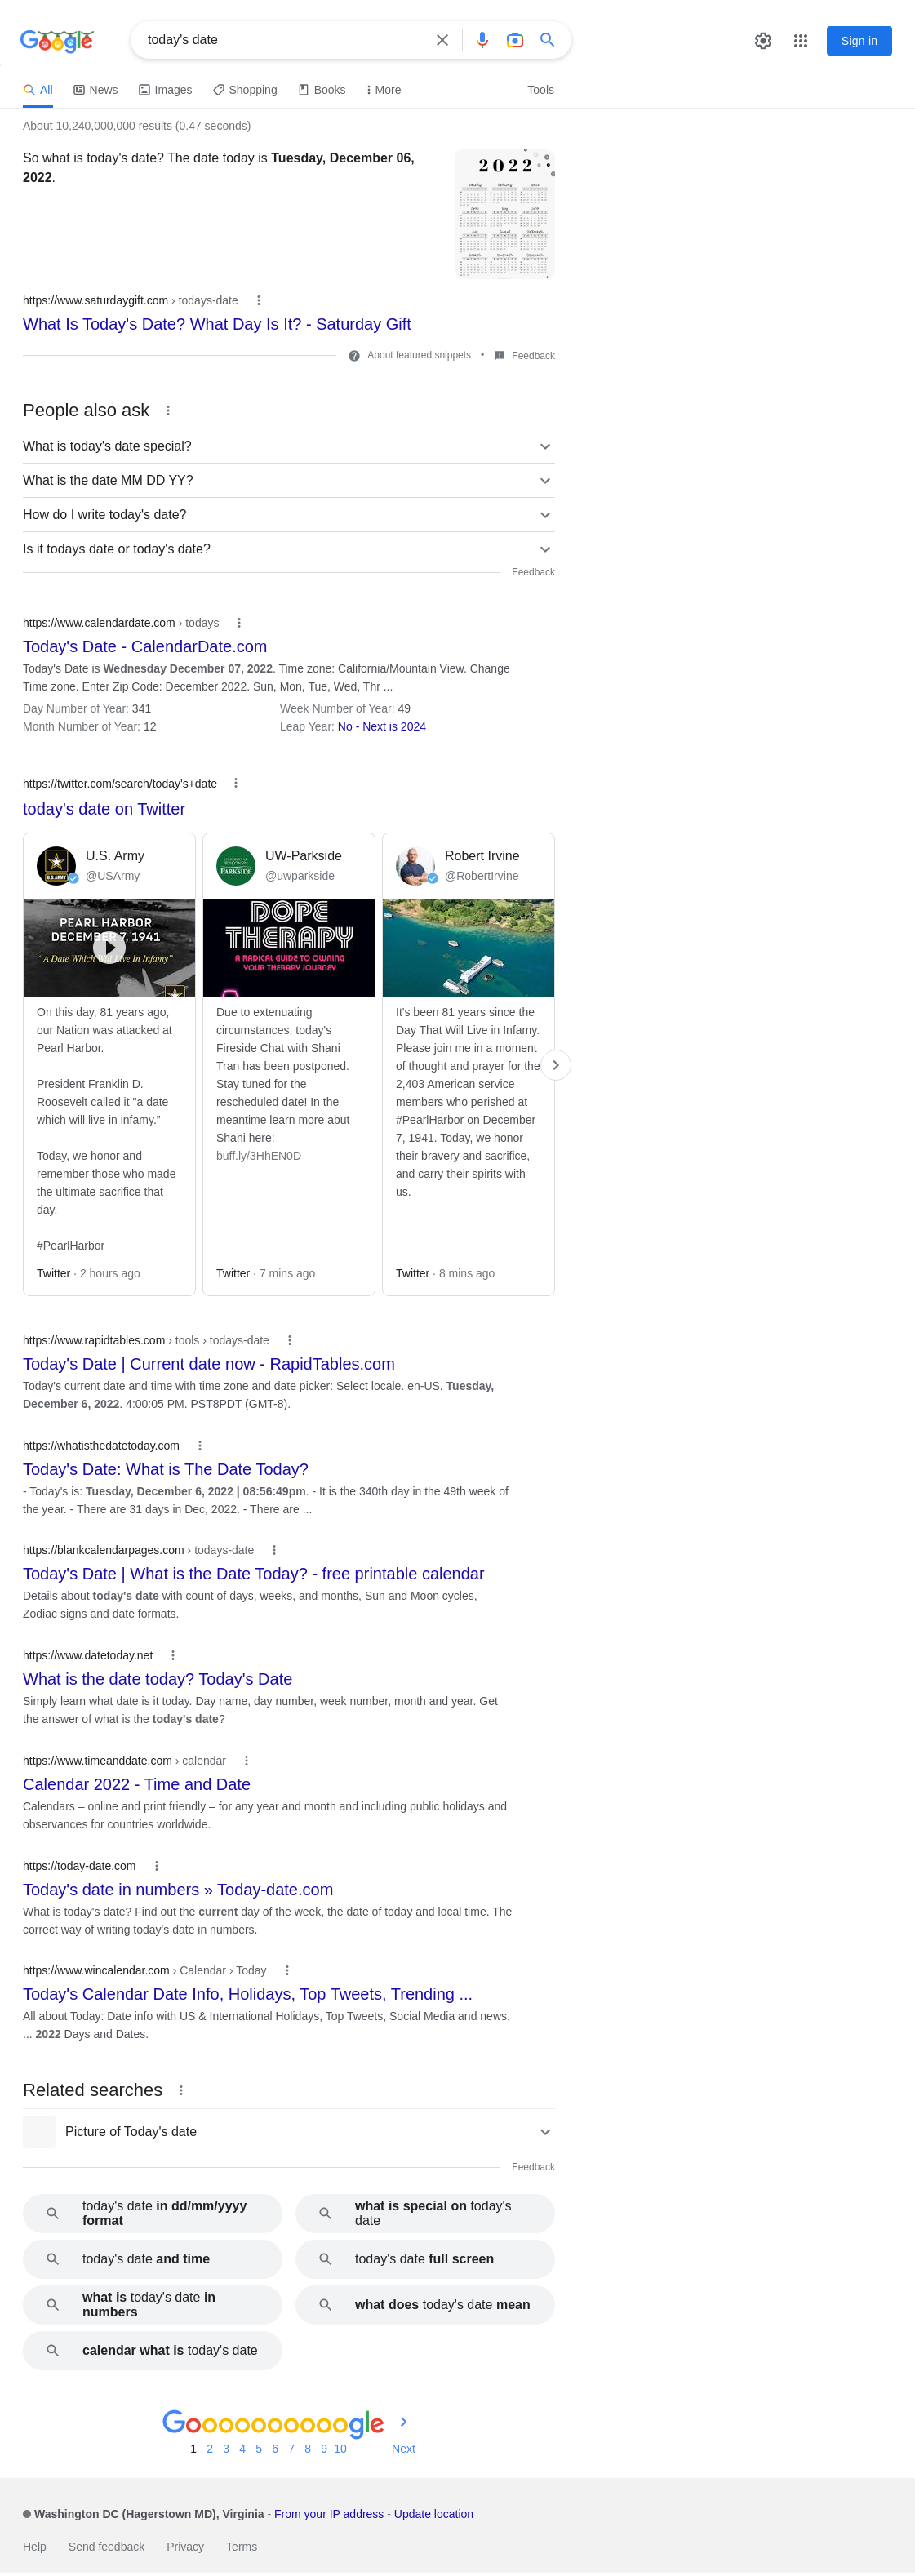 Google
today's date
Sign in
All News Images Shopping Books More Tools
About 10,240,000,000 results (0.47 seconds)
So what is today's date? The date today is Tuesday, December 06,
2022.
2022
https://www.saturdaygift.com › todays-date
What Is Today's Date? What Day Is It? - Saturday Gift
About featured snippets • Feedback
People also ask
What is today's date special?
What is the date MM DD YY?
How do I write today's date?
Is it todays date or today's date?
Feedback
https://www.calendardate.com › todays
Today's Date - CalendarDate.com
Today's Date is Wednesday December 07, 2022. Time zone: California/Mountain View. Change
Time zone. Enter Zip Code: December 2022. Sun, Mon, Tue, Wed, Thr ...
Day Number of Year: 341 Week Number of Year: 49
Month Number of Year: 12 Leap Year: No - Next is 2024
https://twitter.com/search/today's+date
today's date on Twitter
U.S. Army
@USArmy
U.S.ARMY
PEARL HARBOR
DECEMBER 7, 1941
“A Date Which Will Live In Infamy”
On this day, 81 years ago,
our Nation was attacked at
Pearl Harbor.
President Franklin D.
Roosevelt called it "a date
which will live in infamy.”
Today, we honor and
remember those who made
the ultimate sacrifice that
day.
#PearlHarbor
Twitter · 2 hours ago
UW-Parkside
@uwparkside
PARKSIDE
DOPE
THERAPY
A RADICAL GUIDE TO OWNING
YOUR THERAPY JOURNEY
Due to extenuating
circumstances, today's
Fireside Chat with Shani
Tran has been postponed.
Stay tuned for the
rescheduled date! In the
meantime learn more abut
Shani here:
buff.ly/3HhEN0D
Twitter · 7 mins ago
Robert Irvine
@RobertIrvine
It's been 81 years since the
Day That Will Live in Infamy.
Please join me in a moment
of thought and prayer for the
2,403 American service
members who perished at
#PearlHarbor on December
7, 1941. Today, we honor
their bravery and sacrifice,
and carry their spirits with
us.
Twitter · 8 mins ago
https://www.rapidtables.com › tools › todays-date
Today's Date | Current date now - RapidTables.com
Today's current date and time with time zone and date picker: Select locale. en-US. Tuesday,
December 6, 2022. 4:00:05 PM. PST8PDT (GMT-8).
https://whatisthedatetoday.com
Today's Date: What is The Date Today?
- Today's is: Tuesday, December 6, 2022 | 08:56:49pm. - It is the 340th day in the 49th week of
the year. - There are 31 days in Dec, 2022. - There are ...
https://blankcalendarpages.com › todays-date
Today's Date | What is the Date Today? - free printable calendar
Details about today's date with count of days, weeks, and months, Sun and Moon cycles,
Zodiac signs and date formats.
https://www.datetoday.net
What is the date today? Today's Date
Simply learn what date is it today. Day name, day number, week number, month and year. Get
the answer of what is the today's date?
https://www.timeanddate.com › calendar
Calendar 2022 - Time and Date
Calendars – online and print friendly – for any year and month and including public holidays and
observances for countries worldwide.
https://today-date.com
Today's date in numbers » Today-date.com
What is today's date? Find out the current day of the week, the date of today and local time. The
correct way of writing today's date in numbers.
https://www.wincalendar.com › Calendar › Today
Today's Calendar Date Info, Holidays, Top Tweets, Trending ...
All about Today: Date info with US & International Holidays, Top Tweets, Social Media and news.
... 2022 Days and Dates.
Related searches
Picture of Today's date
Feedback
today's date in dd/mm/yyyy
format
what is special on today's
date
today's date and time
today's date full screen
what is today's date in
numbers
what does today's date mean
calendar what is today's date
Goooooooooogle
1 2 3 4 5 6 7 8 9 10 Next
Washington DC (Hagerstown MD), Virginia - From your IP address - Update location
Help Send feedback Privacy Terms